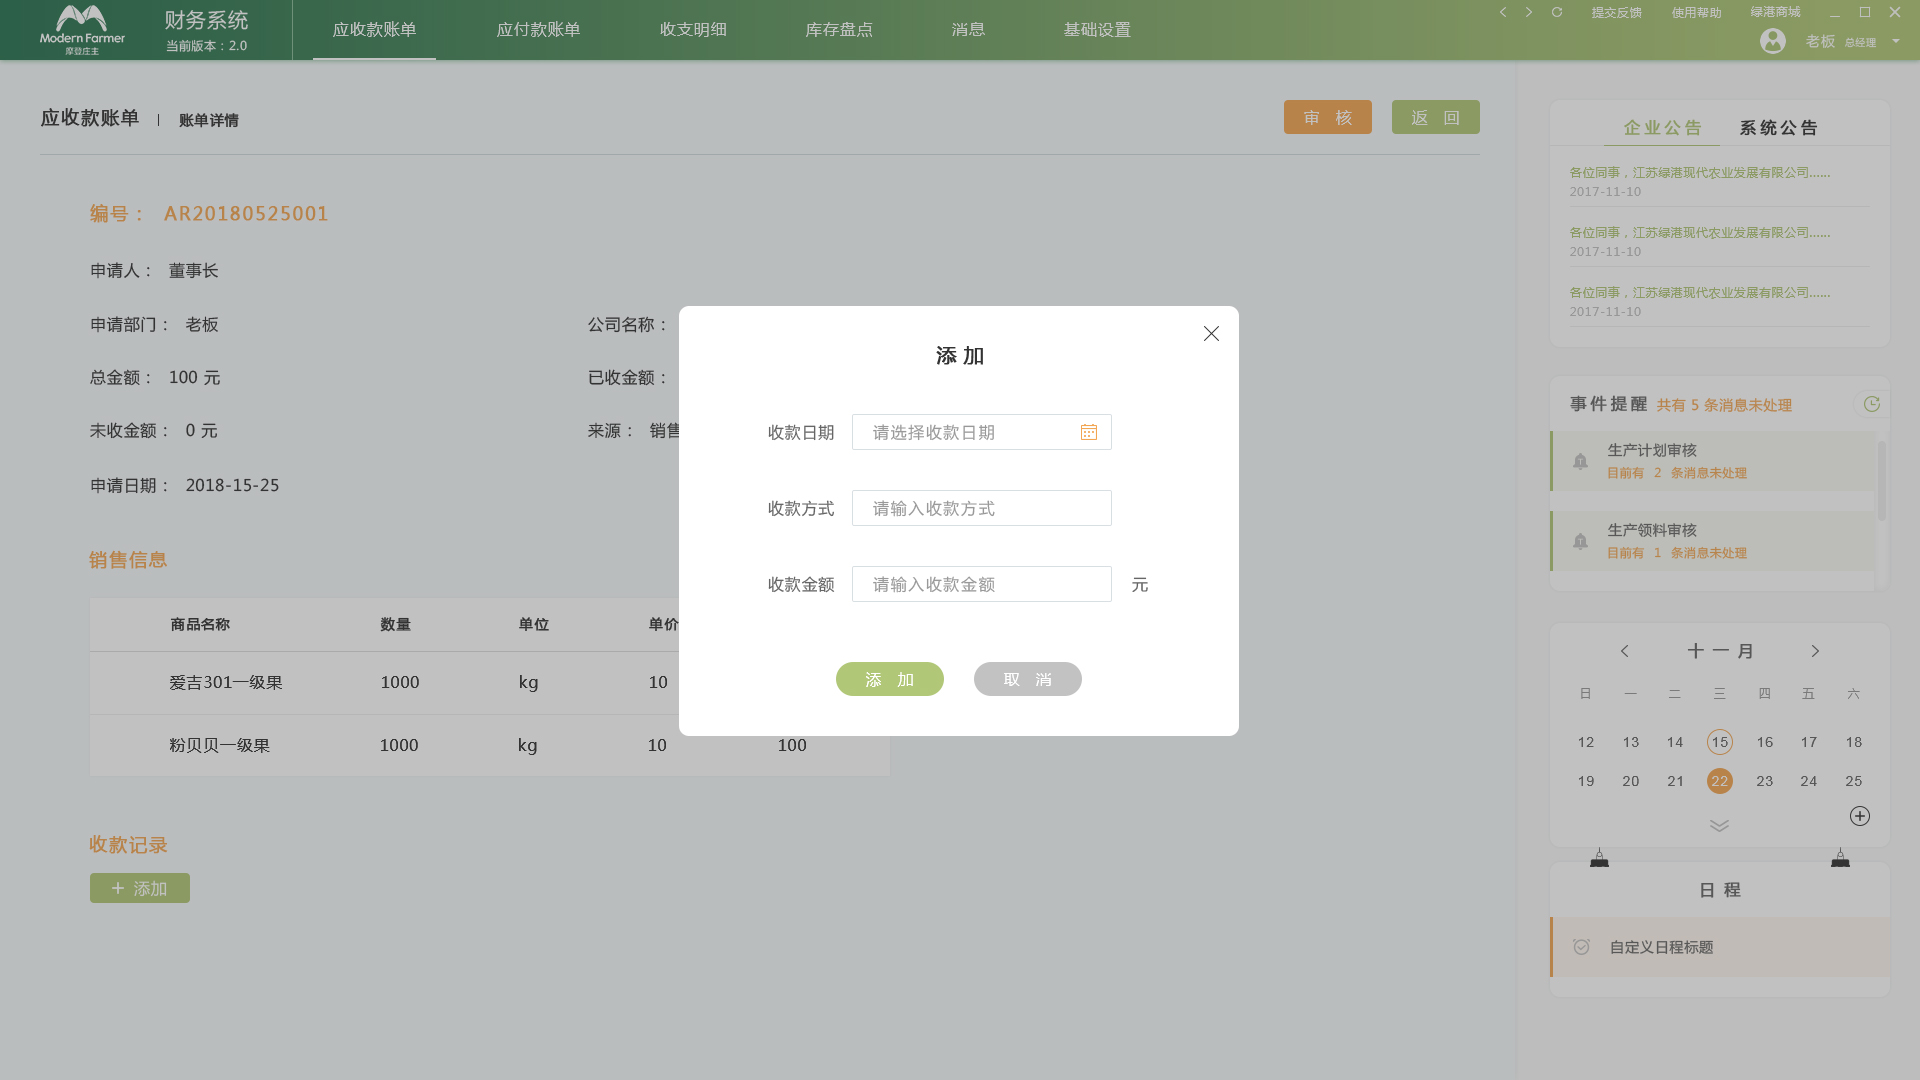 Modern Farmer
摩登庄主
财务系统
当前版本：2.0
应收款账单
应付款账单
收支明细
库存盘点
消息
基础设置
提交反馈
使用帮助
绿港商城
老板 总经理
应收款账单 | 账单详情
审 核
返 回
编号： AR20180525001
申请人： 董事长
申请部门： 老板
公司名称：
总金额： 100 元
已收金额：
未收金额： 0 元
来源： 销售
申请日期： 2018-15-25
销售信息
商品名称 数量 单位 单价
爱吉301一级果 1000 kg 10
粉贝贝一级果 1000 kg 10 100
收款记录
+ 添加
添 加
收款日期 请选择收款日期
收款方式 请输入收款方式
收款金额 请输入收款金额 元
添 加
取 消
企业公告 系统公告
各位同事，江苏绿港现代农业发展有限公司......
2017-11-10
各位同事，江苏绿港现代农业发展有限公司......
2017-11-10
各位同事，江苏绿港现代农业发展有限公司......
2017-11-10
事件提醒 共有 5 条消息未处理
生产计划审核
目前有 2 条消息未处理
生产领料审核
目前有 1 条消息未处理
十一月
日 一 二 三 四 五 六
12 13 14 15 16 17 18
19 20 21 22 23 24 25
日 程
自定义日程标题